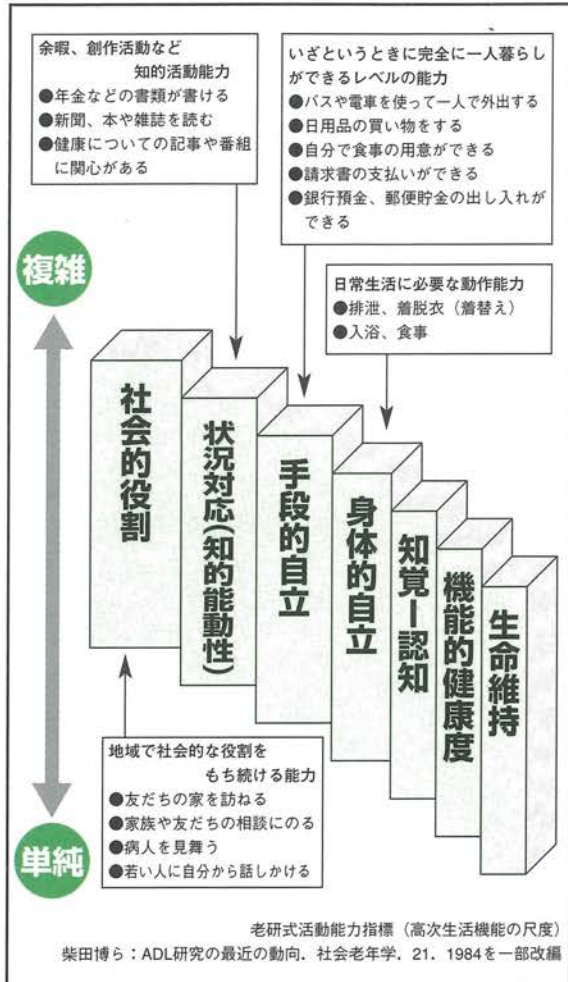 余暇、創作活動など
知的活動能力
●年金などの書類が書ける
●新聞、本や雑誌を読む
●健康についての記事や番組
に関心がある
いざというときに完全に一人暮らし
ができるレベルの能力
●バスや電車を使って一人で外出する
●日用品の買い物をする
●自分で食事の用意ができる
●請求書の支払いができる
●銀行預金、郵便貯金の出し入れが
できる
日常生活に必要な動作能力
●排泄、着脱衣（着替え）
●入浴、食事
複雑
社会的役割
状況対応(知的能動性)
手段的自立
身体的自立
知覚ー認知
機能的健康度
生命維持
地域で社会的な役割を
もち続ける能力
●友だちの家を訪ねる
●家族や友だちの相談にのる
●病人を見舞う
●若い人に自分から話しかける
単純
老研式活動能力指標（高次生活機能の尺度）
柴田博ら：ADL研究の最近の動向．社会老年学．21．1984を一部改編